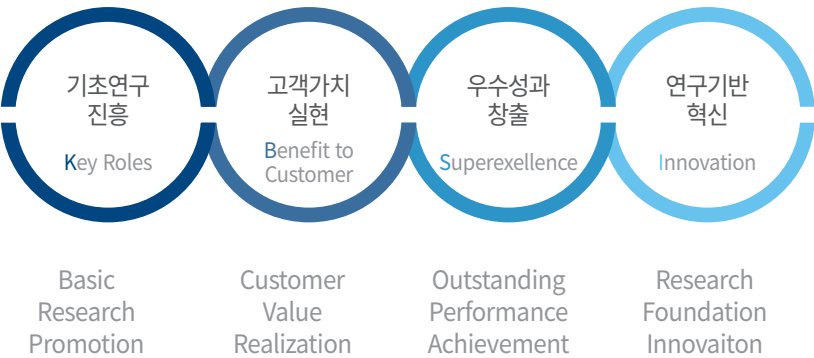 기초연구
진흥
Key Roles
고객가치
실현
Benefit to
Customer
우수성과
창출
Superexellence
연구기반
혁신
Innovation
Basic
Research
Promotion
Customer
Value
Realization
Outstanding
Performance
Achievement
Research
Foundation
Innovaiton